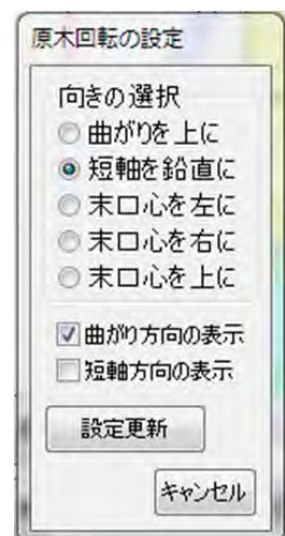 原木回転の設定
向きの選択
曲がりを上に
短軸を鉛直に
末口心を左に
末口心を右に
末口心を上に
曲がり方向の表示
短軸方向の表示
設定更新
キャンセル